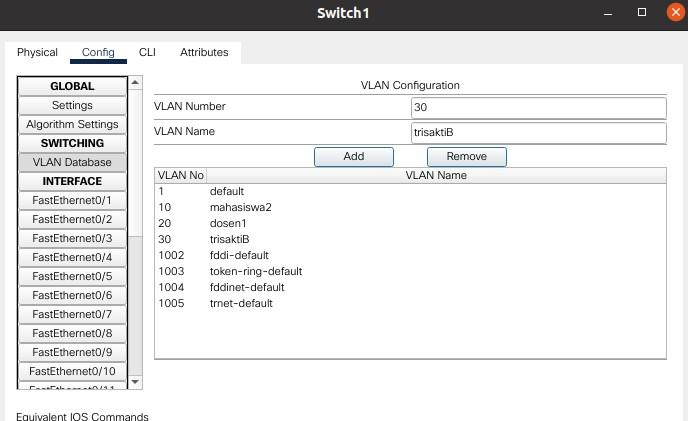 Switch1
Physical Config CLI Attributes
GLOBAL
Settings
Algorithm Settings
SWITCHING
VLAN Database
INTERFACE
FastEthernet0/1
FastEthernet0/2
FastEthernet0/3
FastEthernet0/4
FastEthernet0/5
FastEthernet0/6
FastEthernet0/7
FastEthernet0/8
FastEthernet0/9
FastEthernet0/10
FastEthernet0/11
VLAN Configuration
VLAN Number 30
VLAN Name trisaktiB
Add Remove
VLAN No VLAN Name
1 default
10 mahasiswa2
20 dosen1
30 trisaktiB
1002 fddi-default
1003 token-ring-default
1004 fddinet-default
1005 trnet-default
Equivalent IOS Commands